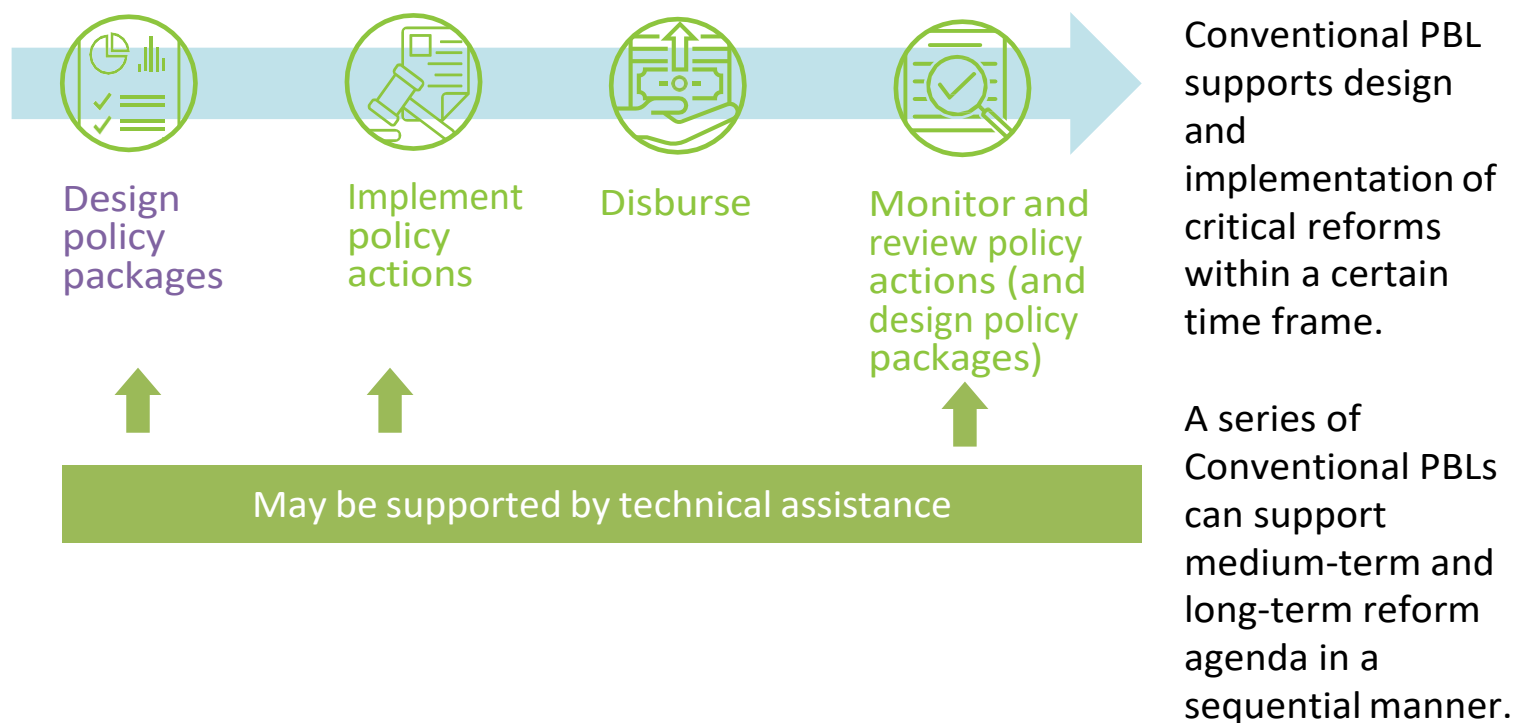 Design
policy
packages
Implement
policy
actions
Disburse
Monitor and
review policy
actions (and
design policy
packages)
May be supported by technical assistance
Conventional PBL
supports design
and
implementation of
critical reforms
within a certain
time frame.
A series of
Conventional PBLs
can support
medium-term and
long-term reform
agenda in a
sequential manner.